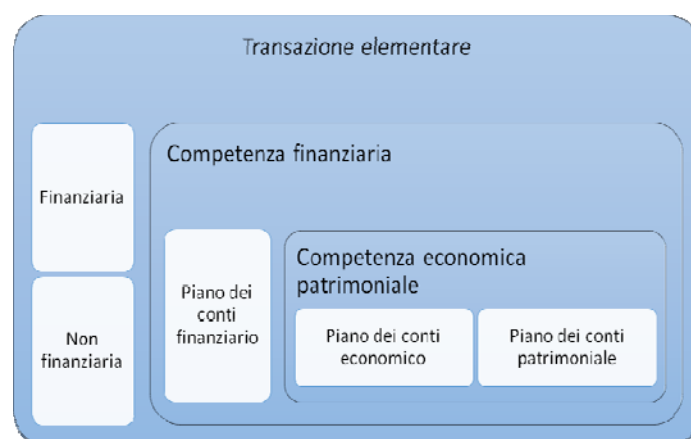 Transazione elementare
Competenza finanziaria
Finanziaria
Non
finanziaria
Piano dei
conti
finanziario
Competenza economica
patrimoniale
Piano dei conti
economico
Piano dei conti
patrimoniale